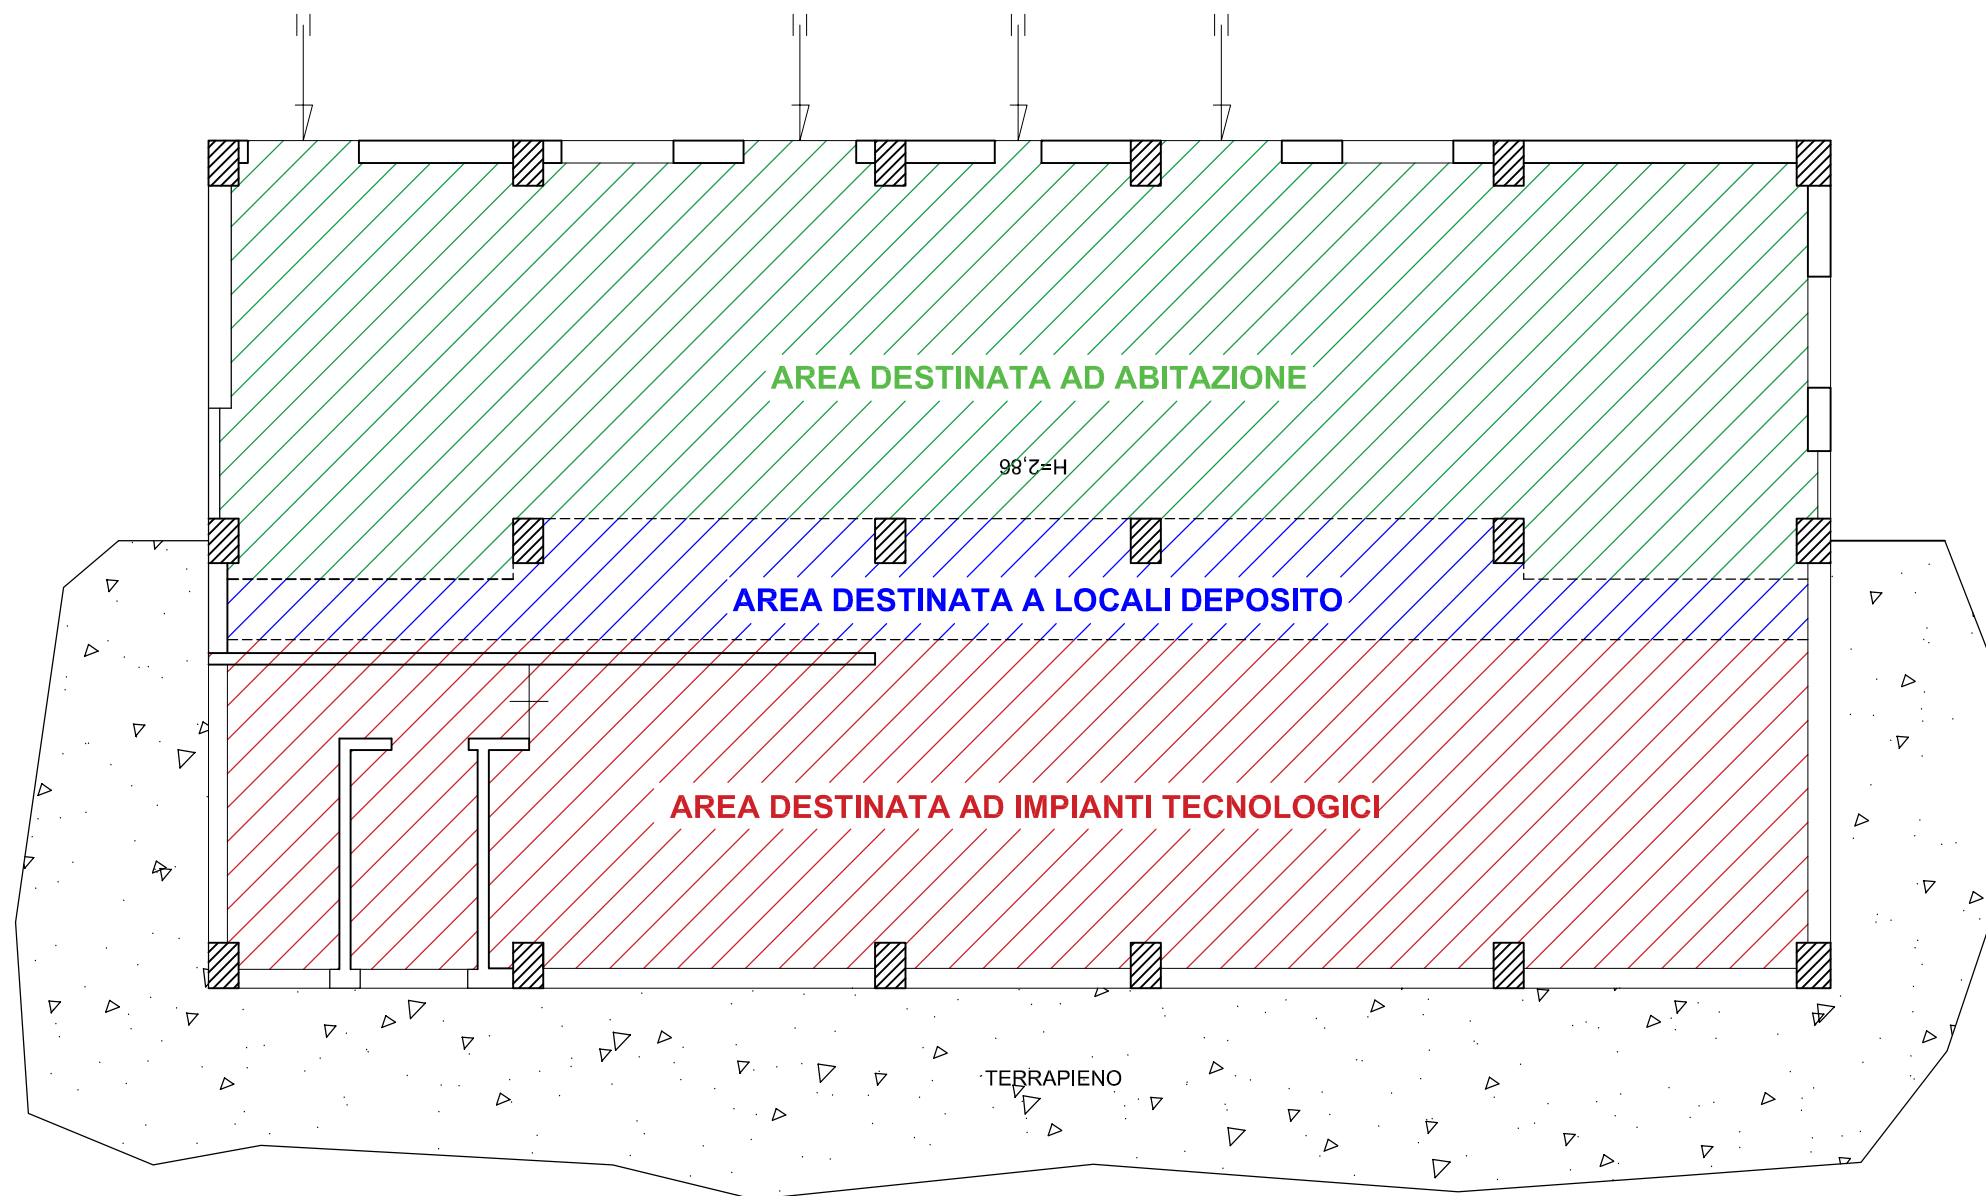 AREA DESTINATA AD ABITAZIONE
H=2,86
AREA DESTINATA A LOCALI DEPOSITO
AREA DESTINATA AD IMPIANTI TECNOLOGICI
TERRAPIENO